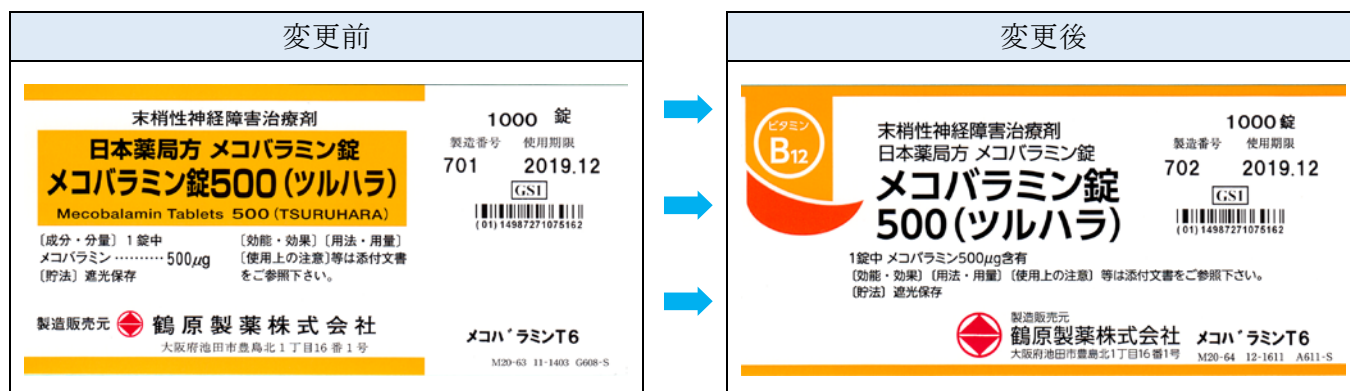 変更前
末梢性神経障害治療剤
日本薬局方 メコバラミン錠
メコバラミン錠500(ツルハラ)
Mecobalamin Tablets 500 (TSURUHARA)
〔成分・分量〕1錠中
メコバラミン ………… 500μg
〔貯法〕遮光保存
〔効能・効果〕〔用法・用量〕
〔使用上の注意〕等は添付文書
をご参照下さい。
製造販売元 鶴原製薬株式会社
大阪府池田市豊島北1丁目16番1号
1000 錠
製造番号 使用期限
701 2019.12
GS1
(01)14987271075162
メコバラミンT6
M20-63 11-1403 G608-S
変更後
ビタミン
B12
末梢性神経障害治療剤
日本薬局方 メコバラミン錠
メコバラミン錠
500(ツルハラ)
1錠中 メコバラミン500μg含有
〔効能・効果〕〔用法・用量〕〔使用上の注意〕等は添付文書をご参照下さい。
〔貯法〕遮光保存
製造販売元
鶴原製薬株式会社
大阪府池田市豊島北1丁目16番1号
1000錠
製造番号 使用期限
702 2019.12
GS1
(01)14987271075162
メコバラミンT6
M20-64 12-1611 A611-S